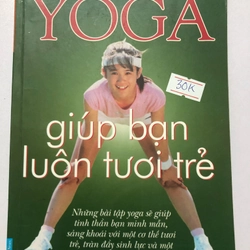 YOGA
30K
giúp bạn
luôn tươi trẻ
Những bài tập yoga sẽ giúp
tinh thần bạn minh mẫn,
sảng khoái với một cơ thể tươi
trẻ, tràn đầy sinh lực và một